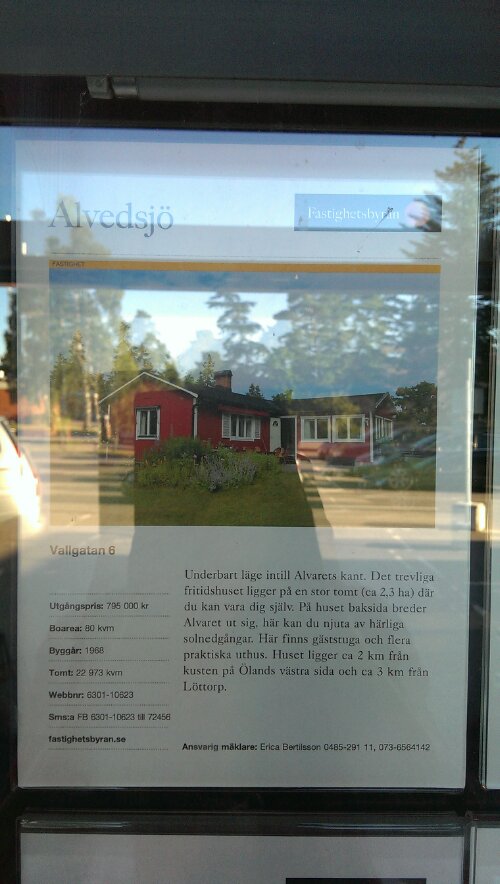 Alvedsjö
Fastighetsbyrån
FASTIGHET
Vallgatan 6
Underbart läge intill Alvarets kant. Det trevliga
fritidshuset ligger på en stor tomt (ca 2,3 ha) där
du kan vara dig själv. På huset baksida breder
Alvaret ut sig, här kan du njuta av härliga
solnedgångar. Här finns gäststuga och flera
praktiska uthus. Huset ligger ca 2 km från
kusten på Ölands västra sida och ca 3 km från
Löttorp.
Utgångspris: 795 000 kr
Boarea: 80 kvm
Byggår: 1968
Tomt: 22 973 kvm
Webbnr: 6301-10623
Sms:a FB 6301-10623 till 72456
fastighetsbyran.se
Ansvarig mäklare: Erica Bertilsson 0485-291 11, 073-6564142